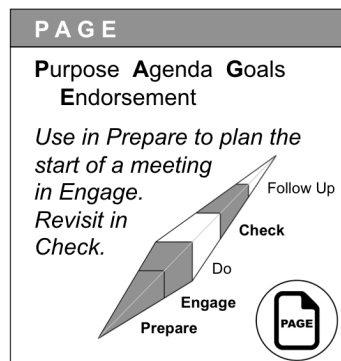 PAGE
Purpose Agenda Goals
Endorsement
Use in Prepare to plan the
start of a meeting
in Engage.
Revisit in
Check.
Follow Up
Check
Do
Engage
Prepare
PAGE